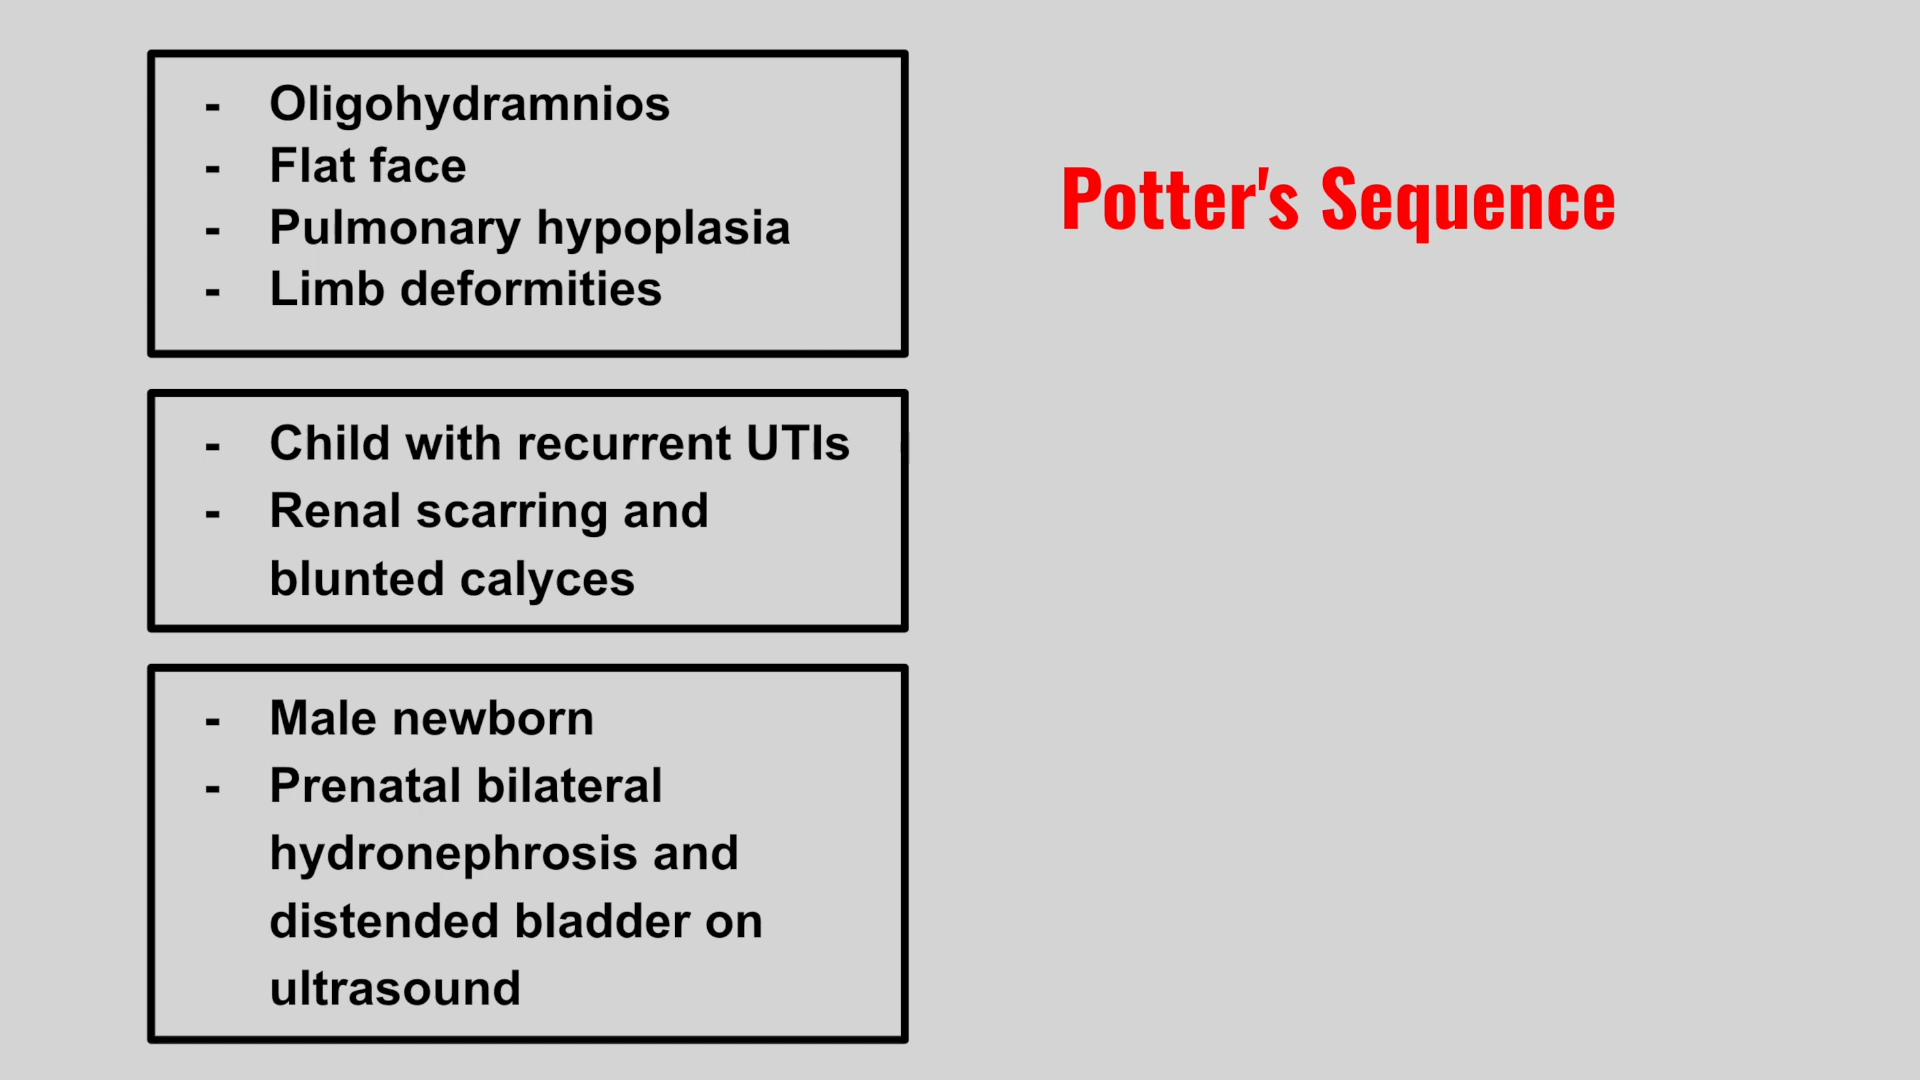 - Oligohydramnios
- Flat face
- Pulmonary hypoplasia
- Limb deformities
Potter's Sequence
- Child with recurrent UTIs
- Renal scarring and
blunted calyces
- Male newborn
- Prenatal bilateral
hydronephrosis and
distended bladder on
ultrasound